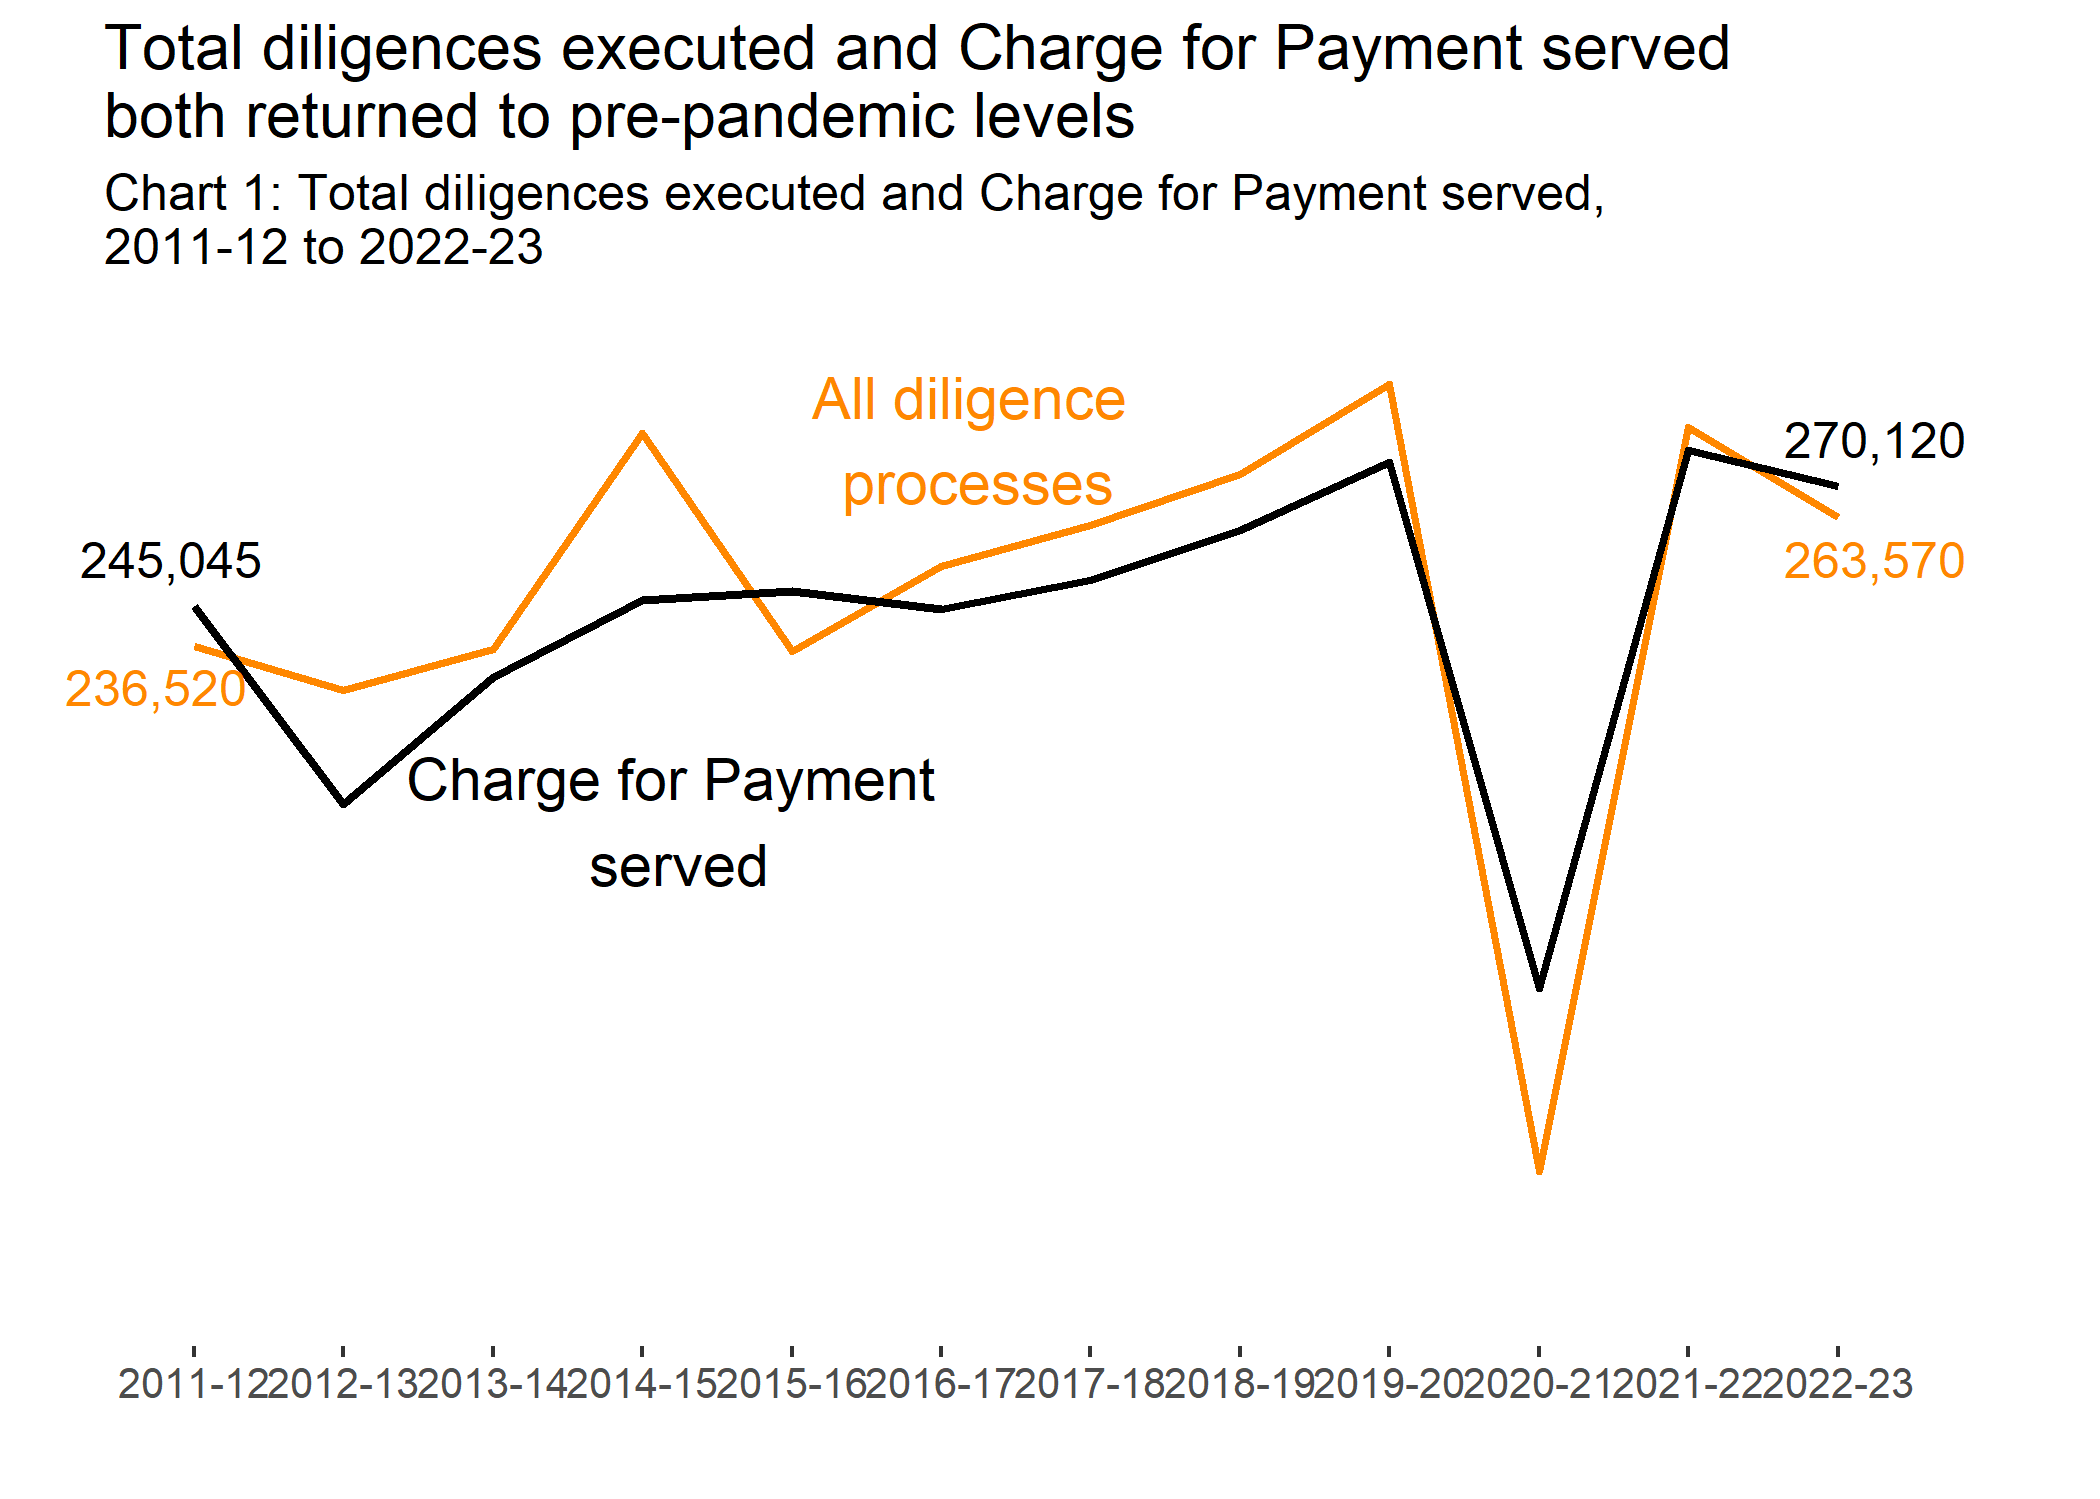 Total diligences executed and Charge for Payment served
both returned to pre-pandemic levels
Chart 1: Total diligences executed and Charge for Payment served,
2011-12 to 2022-23
All diligence
processes
270,120
263,570
245,045
236,520
Charge for Payment
served
2011-12 2012-13 2013-14 2014-15 2015-16 2016-17 2017-18 2018-19 2019-20 2020-21 2021-22 2022-23